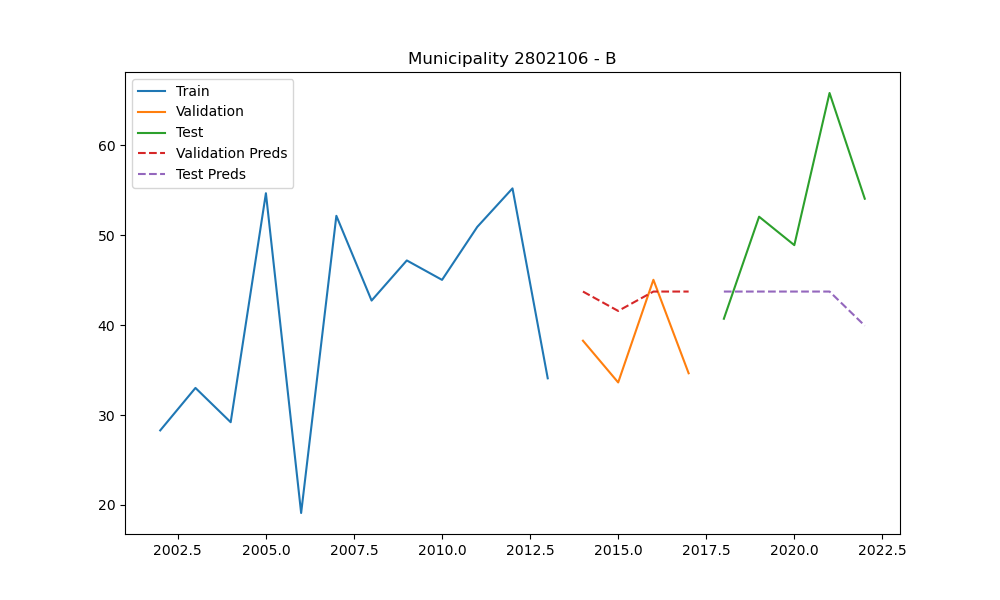 Municipality 2802106 - B
Train
Validation
Test
Validation Preds
Test Preds
60
50
40
30
20
2002.5 2005.0 2007.5 2010.0 2012.5 2015.0 2017.5 2020.0 2022.5